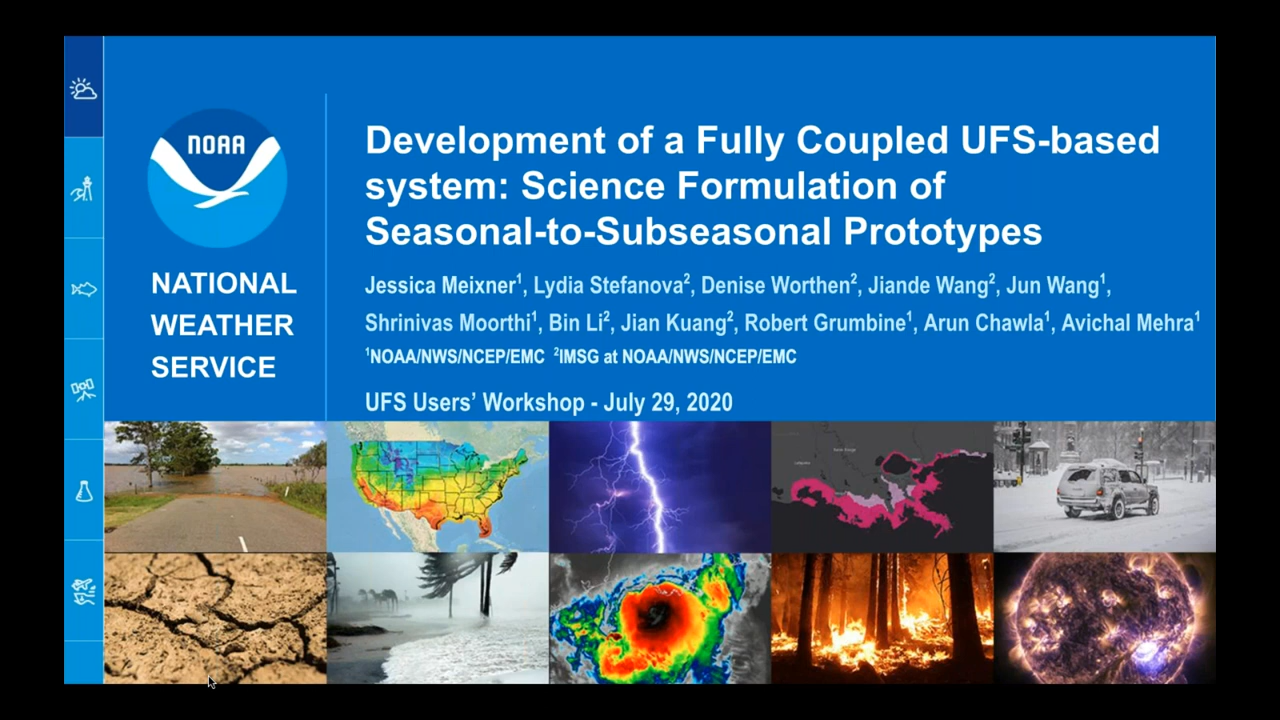 NOAA
NATIONAL
WEATHER
SERVICE
Development of a Fully Coupled UFS-based
system: Science Formulation of
Seasonal-to-Subseasonal Prototypes
Jessica Meixner¹, Lydia Stefanova², Denise Worthen², Jiande Wang², Jun Wang¹,
Shrinivas Moorthi¹, Bin Li², Jian Kuang², Robert Grumbine¹, Arun Chawla¹, Avichal Mehra¹
¹NOAA/NWS/NCEP/EMC ²IMSG at NOAA/NWS/NCEP/EMC
UFS Users’ Workshop - July 29, 2020